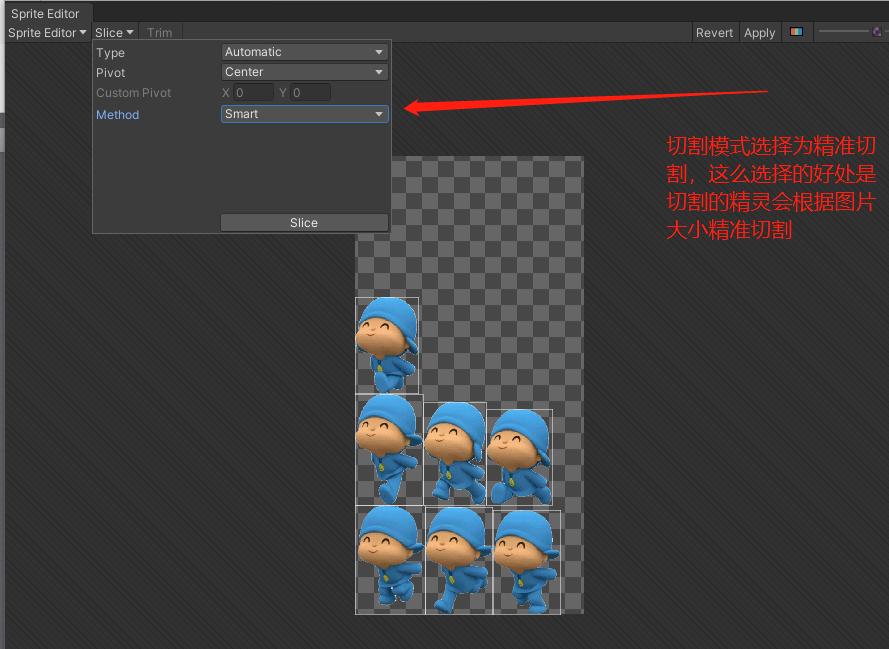 Sprite Editor
Sprite Editor Slice Trim Revert Apply
Type Automatic
Pivot Center
Custom Pivot X 0 Y 0
Method Smart
Slice
切割模式选择为精准切
割，这么选择的好处是
切割的精灵会根据图片
大小精准切割